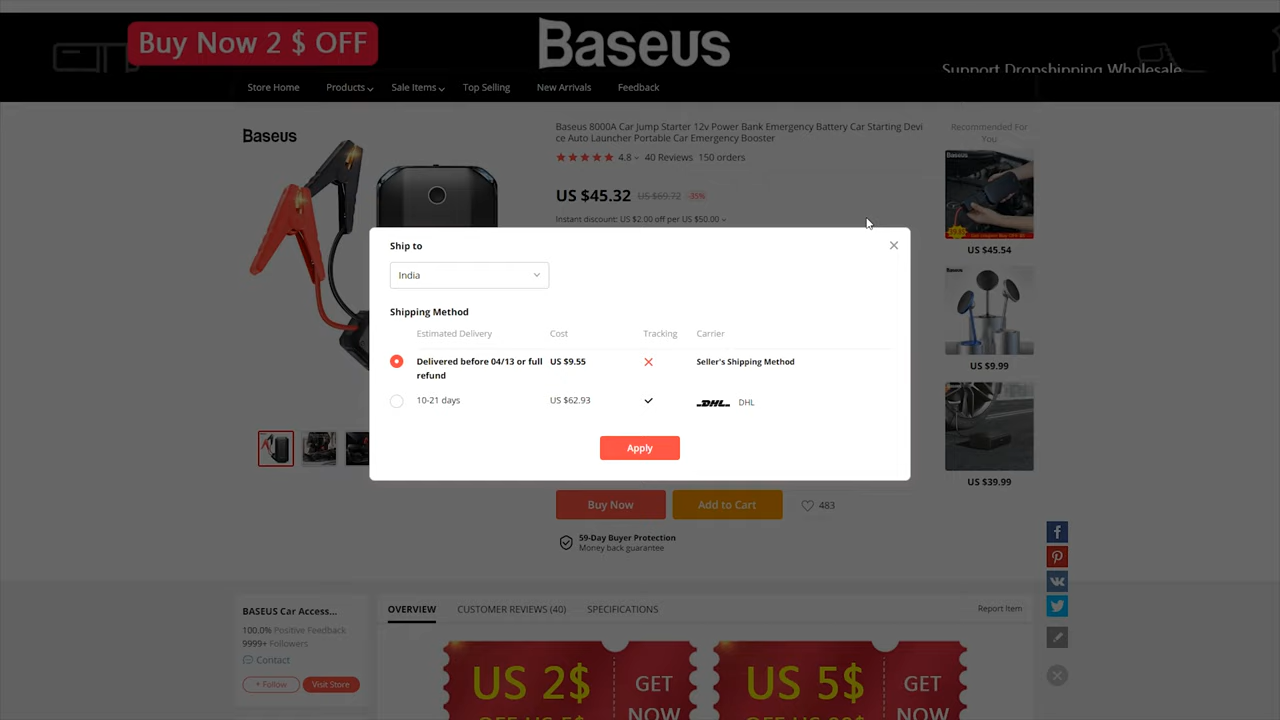 Buy Now 2 $ OFF
Baseus
Support Dropshipping Wholesale
Store Home Products Sale Items Top Selling New Arrivals Feedback
Baseus
Baseus 8000A Car Jump Starter 12v Power Bank Emergency Battery Car Starting Devi
ce Auto Launcher Portable Car Emergency Booster
4.8 40 Reviews 150 orders
US $45.32 US $69.72 -35%
Instant discount: US $2.00 off per US $50.00
Recommended For
You
Baseus
US $45.54
Baseus
US $9.99
US $39.99
Ship to
India
Shipping Method
Estimated Delivery Cost Tracking Carrier
Delivered before 04/13 or full
refund
US $9.55 Seller's Shipping Method
10-21 days US $62.93 DHL DHL
Apply
Buy Now Add to Cart 483
59-Day Buyer Protection
Money back guarantee
BASEUS Car Access...
100.0% Positive Feedback
9999+ Followers
Contact
+ Follow Visit Store
OVERVIEW CUSTOMER REVIEWS (40) SPECIFICATIONS Report Item
US 2$ GET
NOW
OFF US 5$
US 5$ GET
NOW